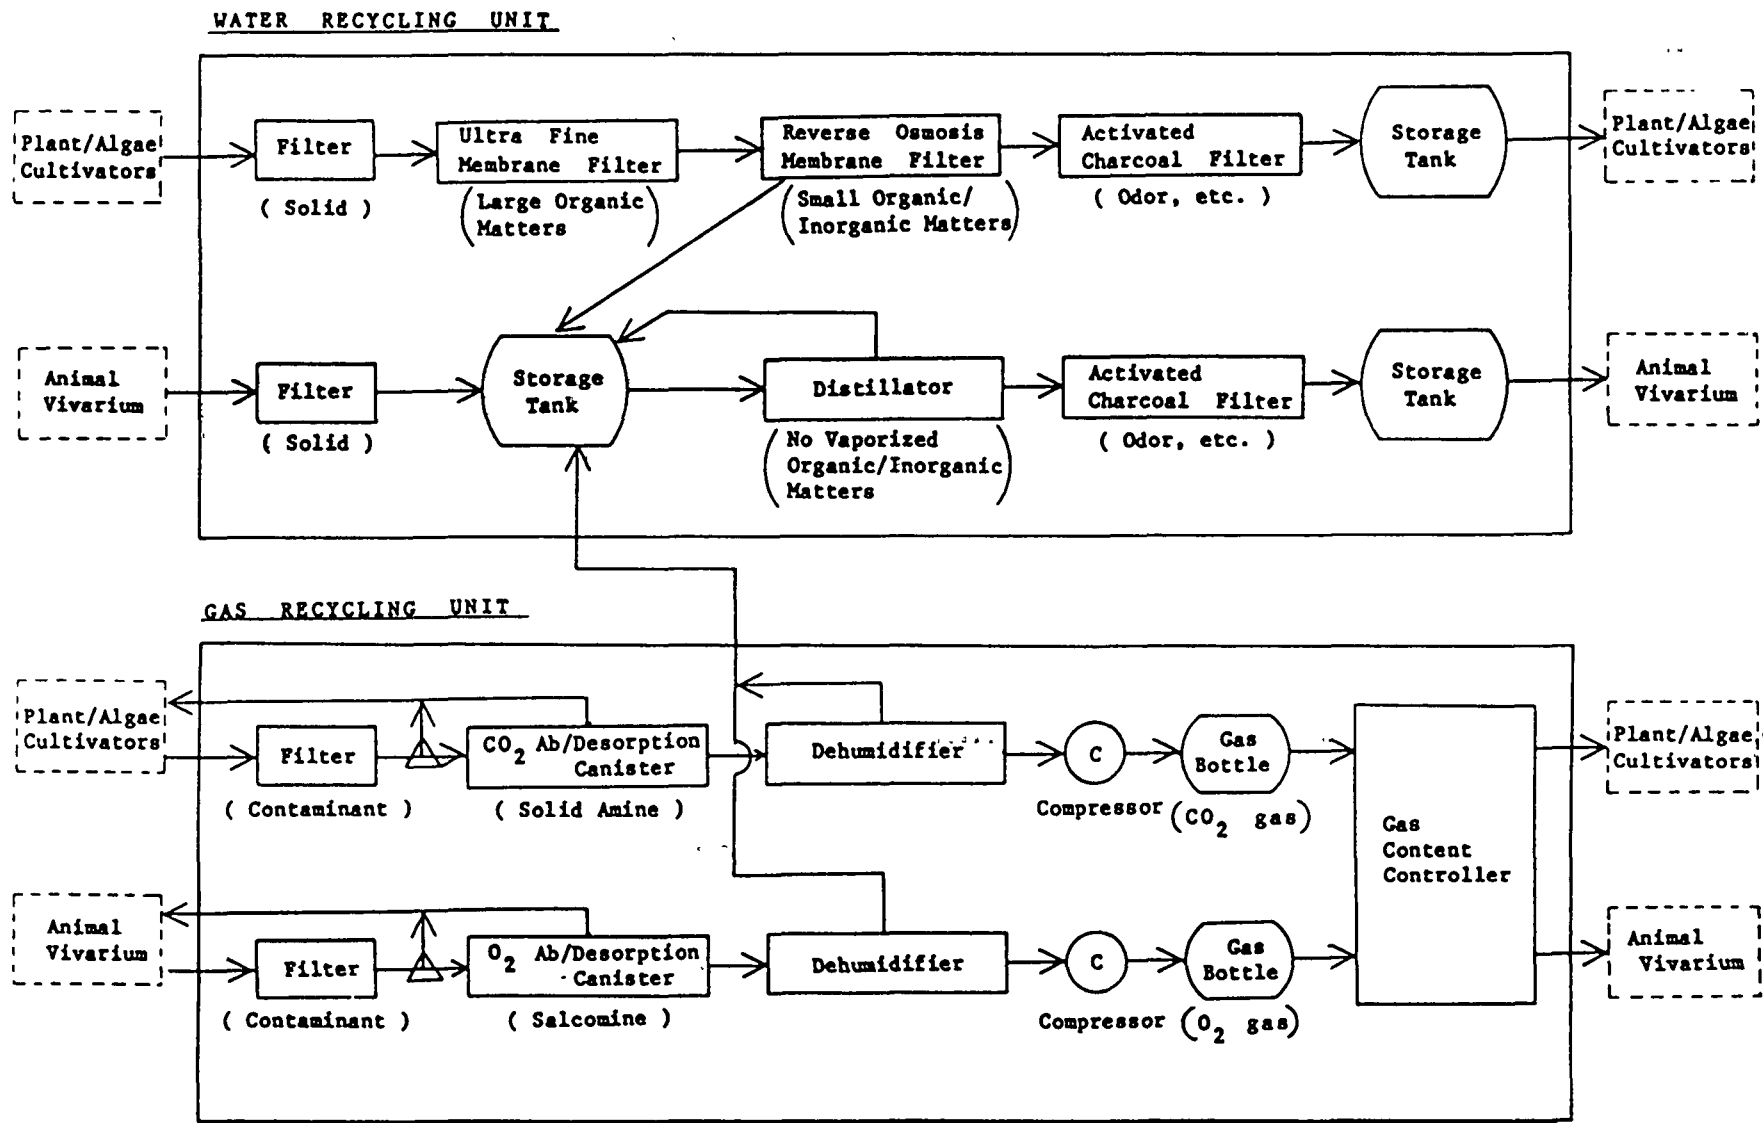 WATER RECYCLING UNIT
Plant/Algae
Cultivators
Filter
( Solid )
Ultra Fine
Membrane Filter
(Large Organic
Matters)
Reverse Osmosis
Membrane Filter
(Small Organic/
Inorganic Matters)
Activated
Charcoal Filter
( Odor, etc. )
Storage
Tank
Plant/Algae
Cultivators
Animal
Vivarium
Filter
( Solid )
Storage
Tank
Distillator
(No Vaporized
Organic/Inorganic
Matters)
Activated
Charcoal Filter
( Odor, etc. )
Storage
Tank
Animal
Vivarium
GAS RECYCLING UNIT
Plant/Algae
Cultivators
Filter
( Contaminant )
CO2 Ab/Desorption
Canister
( Solid Amine )
Dehumidifier
C
Compressor
Gas
Bottle
(CO2 gas)
Gas
Content
Controller
Plant/Algae
Cultivators
Animal
Vivarium
Filter
( Contaminant )
O2 Ab/Desorption
Canister
( Salcomine )
Dehumidifier
C
Compressor
Gas
Bottle
(O2 gas)
Animal
Vivarium